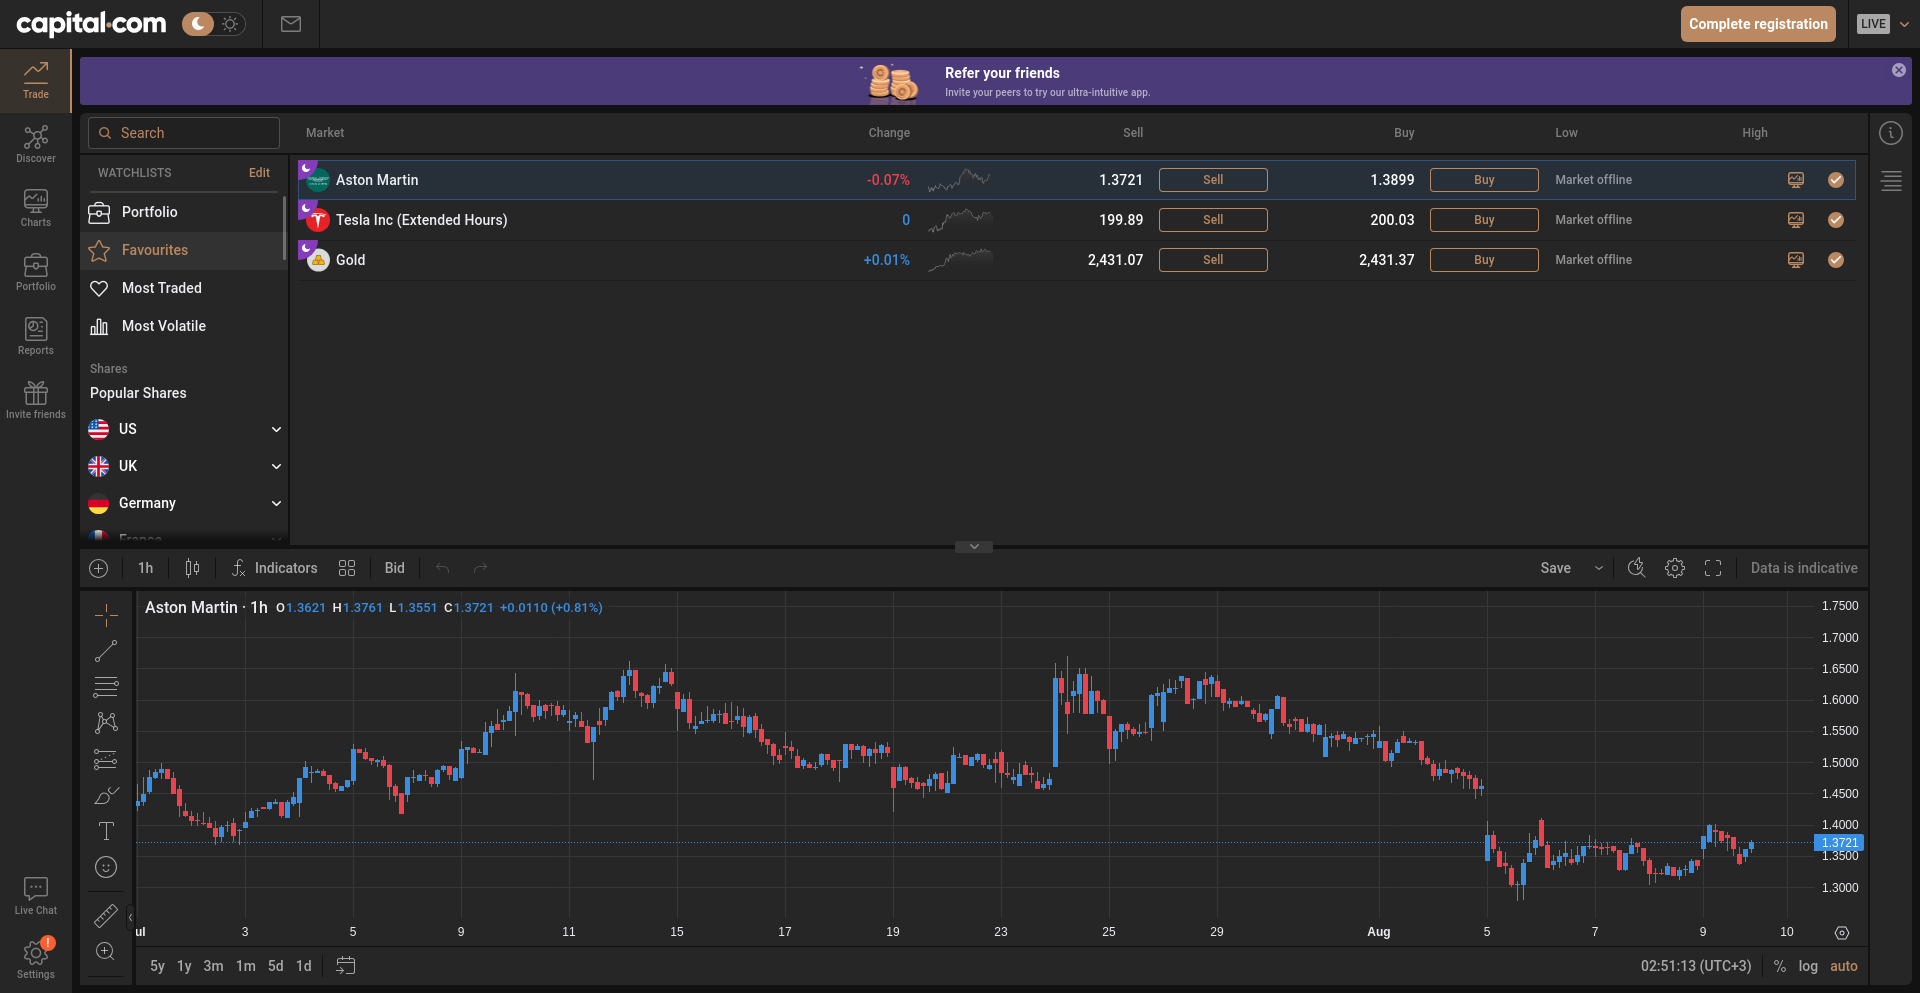 capital.com
Complete registration
LIVE
Refer your friends
Invite your peers to try our ultra-intuitive app.
Trade
Discover
Charts
Portfolio
Reports
Invite friends
Live Chat
!
Settings
Search
WATCHLISTS Edit
Portfolio
Favourites
Most Traded
Most Volatile
Shares
Popular Shares
US
UK
Germany
France
Market Change Sell Buy Low High
Aston Martin -0.07% 1.3721 Sell 1.3899 Buy Market offline
Tesla Inc (Extended Hours) 0 199.89 Sell 200.03 Buy Market offline
Gold +0.01% 2,431.07 Sell 2,431.37 Buy Market offline
1h Indicators Bid Save Data is indicative
Aston Martin · 1h O1.3621 H1.3761 L1.3551 C1.3721 +0.0110 (+0.81%)
1.7500
1.7000
1.6500
1.6000
1.5500
1.5000
1.4500
1.4000
1.3721
1.3500
1.3000
ul 3 5 9 11 15 17 19 23 25 29 Aug 5 7 9 10
5y 1y 3m 1m 5d 1d 02:51:13 (UTC+3) % log auto